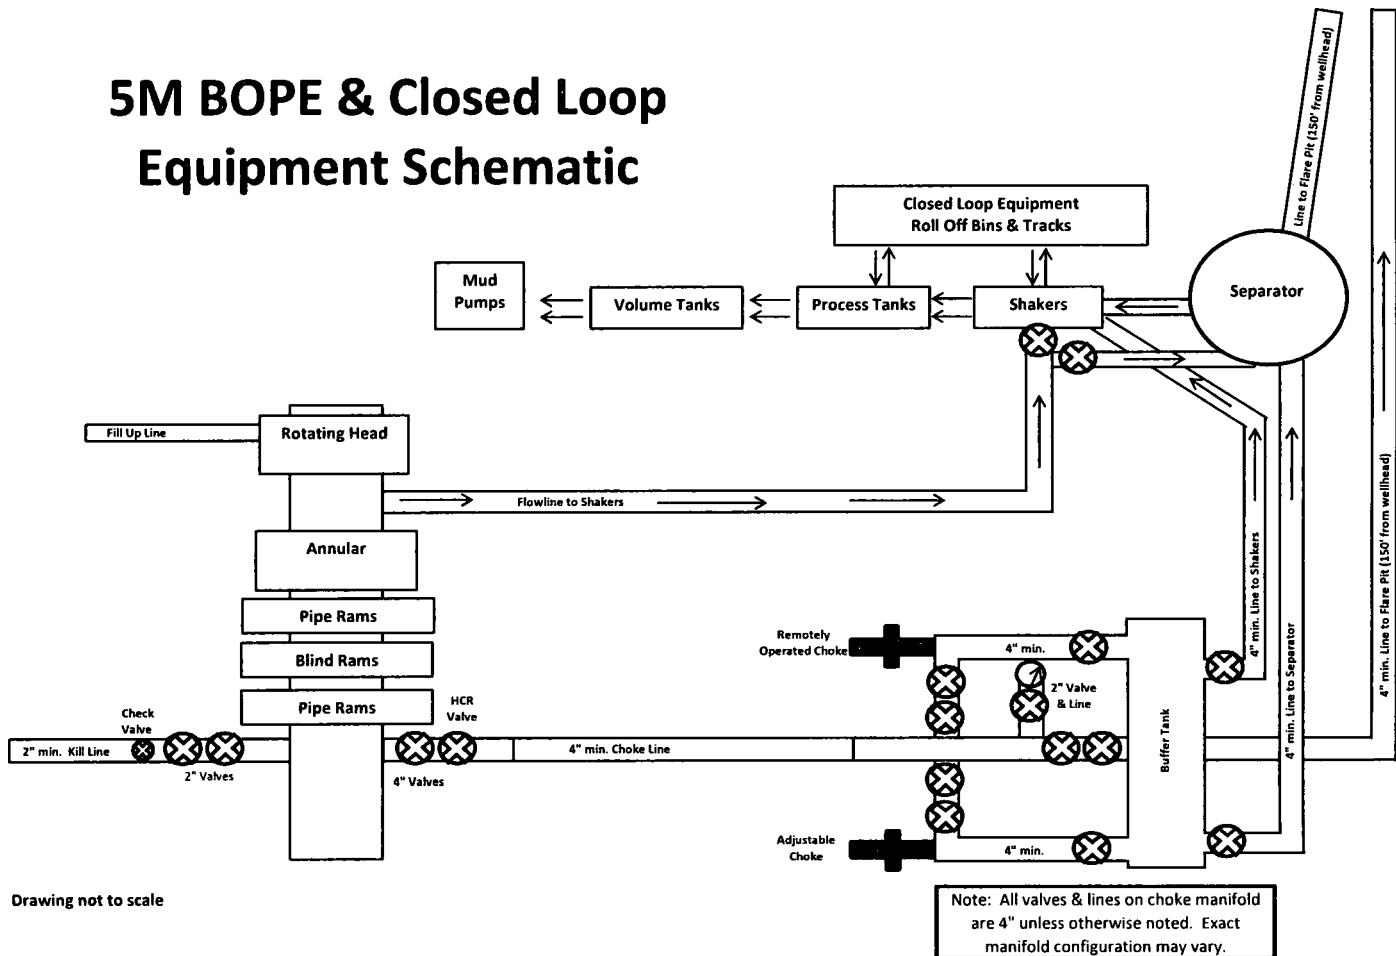 5M BOPE & Closed Loop
Equipment Schematic
Line to Flare Pit (150' from wellhead)
Closed Loop Equipment
Roll Off Bins & Tracks
Mud
Pumps
Volume Tanks
Process Tanks
Shakers
Separator
Fill Up Line
Rotating Head
Flowline to Shakers
Annular
Pipe Rams
Blind Rams
Pipe Rams
Check
Valve
HCR
Valve
2" min. Kill Line
2" Valves
4" Valves
4" min. Choke Line
Remotely
Operated Choke
4" min.
2" Valve
& Line
Buffer Tank
4" min. Line to Shakers
4" min. Line to Separator
4" min. Line to Flare Pit (150' from wellhead)
Adjustable
Choke
4" min.
Drawing not to scale
Note: All valves & lines on choke manifold
are 4" unless otherwise noted. Exact
manifold configuration may vary.